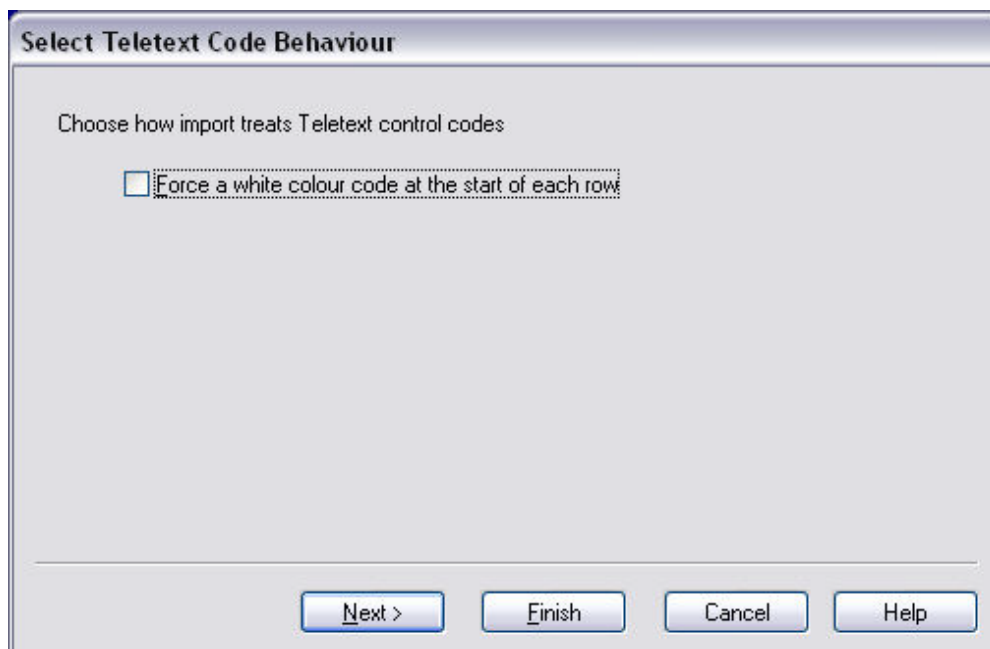 Select Teletext Code Behaviour
Choose how import treats Teletext control codes
Force a white colour code at the start of each row
Next >
Finish
Cancel
Help